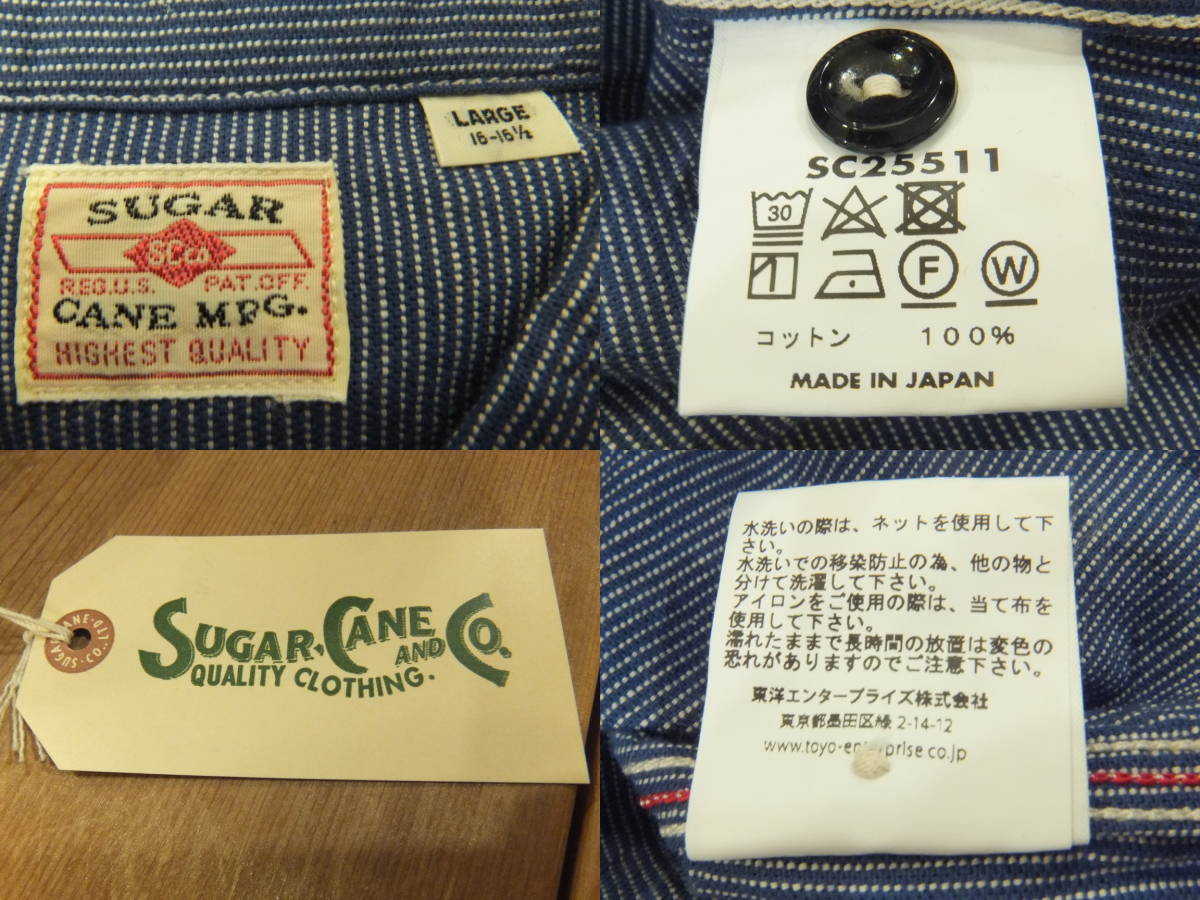 SUGAR
SCCo
REG.U.S. PAT.OFF.
CANE MFG.
HIGHEST QUALITY
LARGE
16-16½
SC25511
30
F
W
コットン 100%
MADE IN JAPAN
SUGAR CANE AND CO.
QUALITY CLOTHING.
水洗いの際は、ネットを使用して下
さい。
水洗いでの移染防止の為、他の物と
分けて洗濯して下さい。
アイロンをご使用の際は、当て布を
使用して下さい。
濡れたままで長時間の放置は変色の
恐れがありますのでご注意下さい。
東洋エンタープライズ株式会社
東京都墨田区緑 2-14-12
www.toyo-enterprise.co.jp